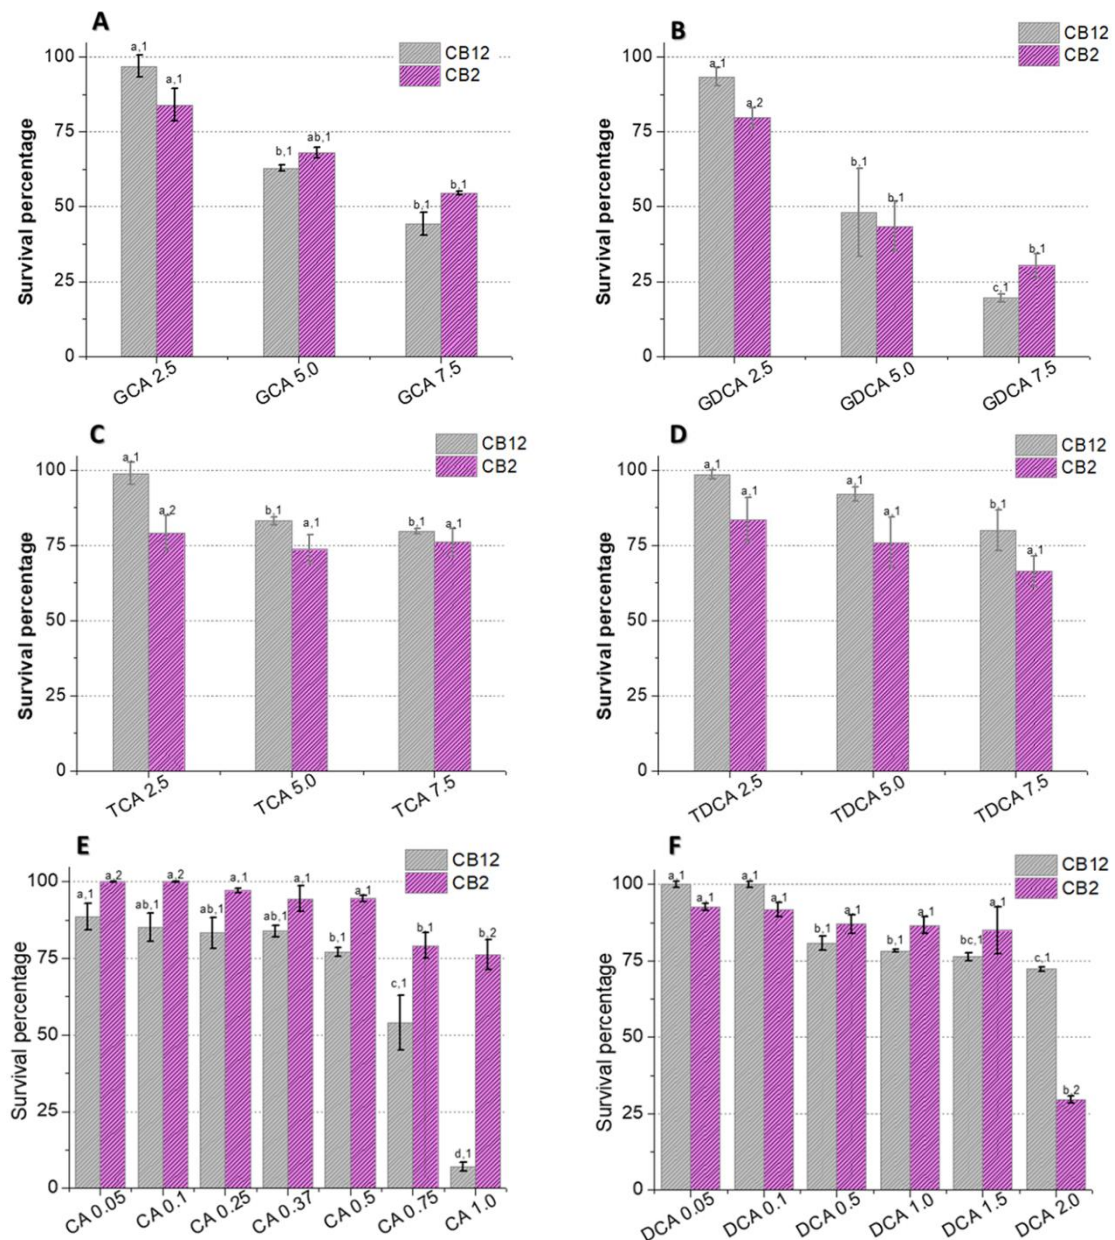 A
CB12
CB2
Survival percentage
100
75
50
25
0
a,1
a,1
b,1
ab,1
b,1
b,1
GCA 2.5
GCA 5.0
GCA 7.5
B
CB12
CB2
Survival percentage
100
75
50
25
0
a,1
a,2
b,1
b,1
c,1
b,1
GDCA 2.5
GDCA 5.0
GDCA 7.5
C
CB12
CB2
Survival percentage
100
75
50
25
0
a,1
a,2
b,1
a,1
b,1
a,1
TCA 2.5
TCA 5.0
TCA 7.5
D
CB12
CB2
Survival percentage
100
75
50
25
0
a,1
a,1
a,1
a,1
b,1
a,1
TDCA 2.5
TDCA 5.0
TDCA 7.5
E
CB12
CB2
Survival percentage
100
75
50
25
0
a,1
a,2
ab,1
a,2
ab,1
a,1
ab,1
a,1
b,1
a,1
c,1
b,1
d,1
b,2
CA 0.05
CA 0.1
CA 0.25
CA 0.37
CA 0.5
CA 0.75
CA 1.0
F
CB12
CB2
Survival percentage
100
75
50
25
0
a,1
a,1
a,1
a,1
b,1
a,1
b,1
a,1
bc,1
a,1
c,1
b,2
DCA 0.05
DCA 0.1
DCA 0.5
DCA 1.0
DCA 1.5
DCA 2.0